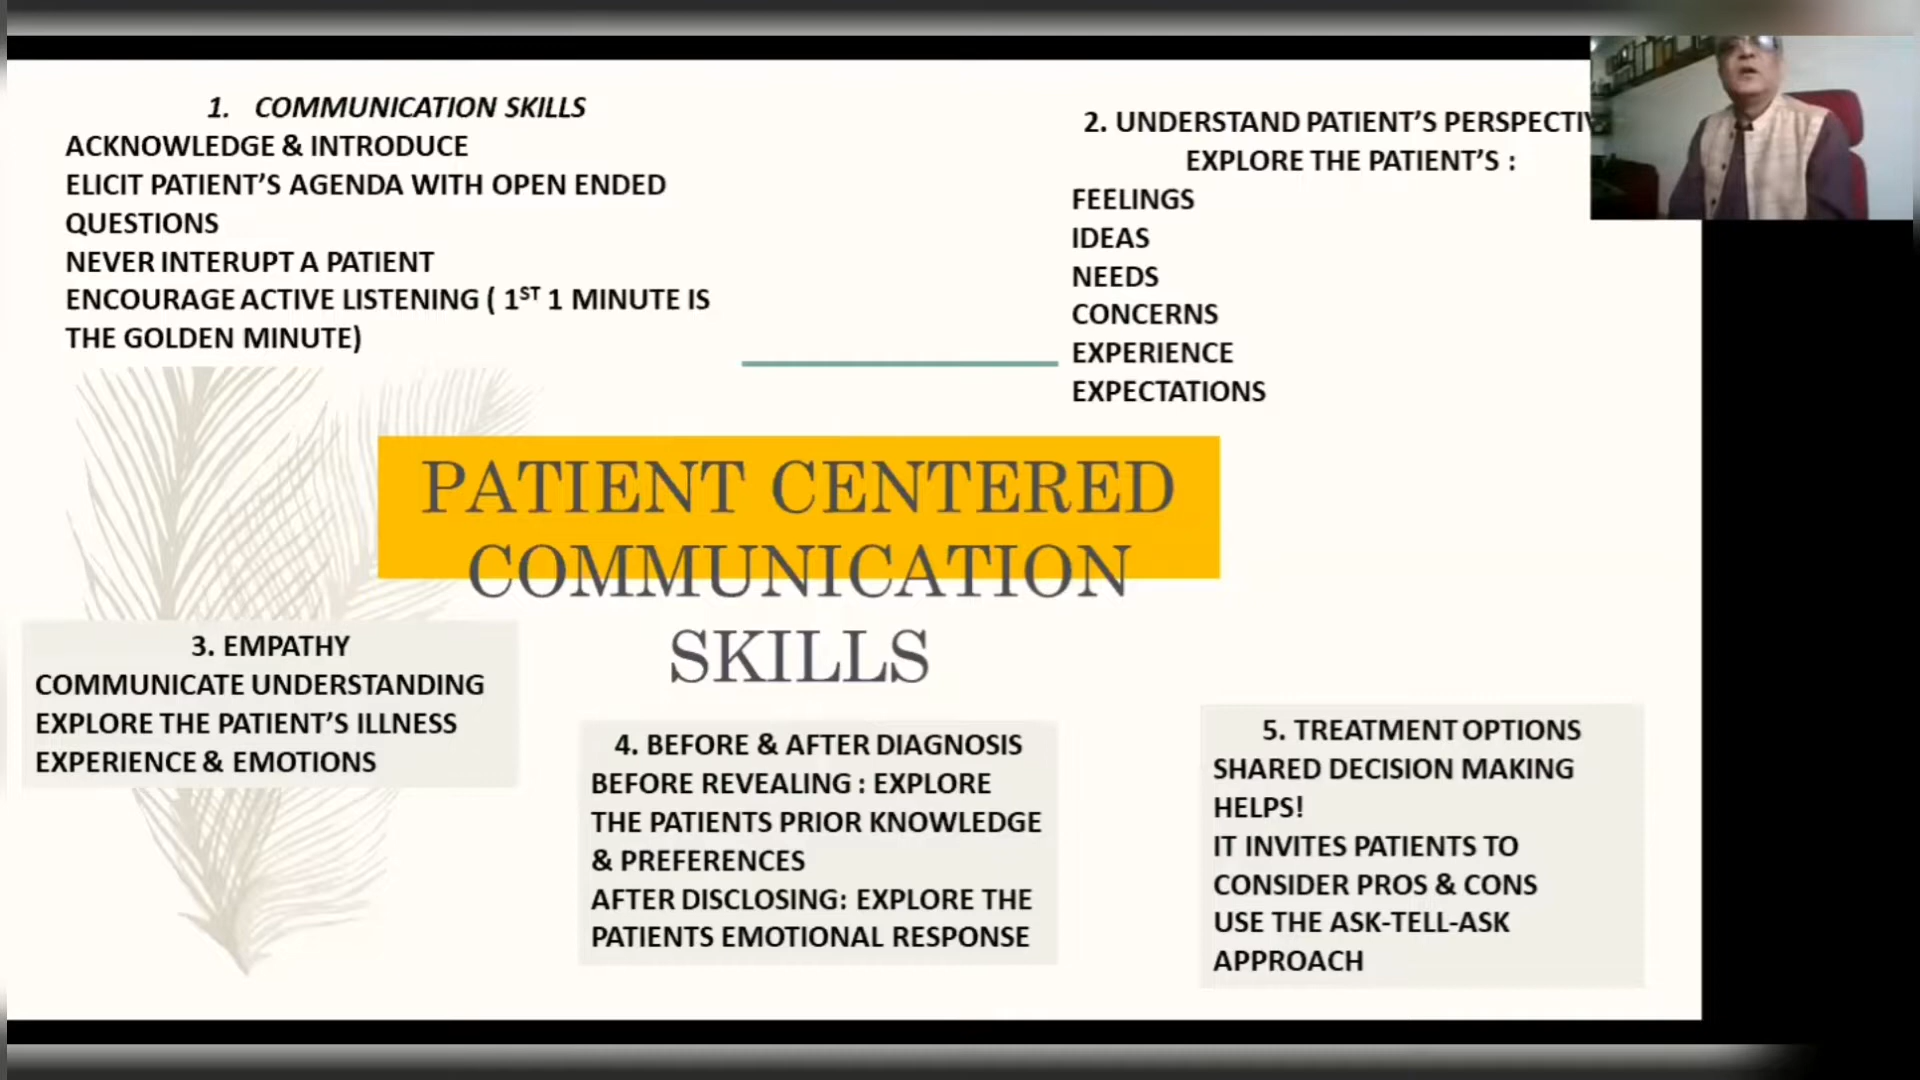 1. COMMUNICATION SKILLS
ACKNOWLEDGE & INTRODUCE
ELICIT PATIENT'S AGENDA WITH OPEN ENDED
QUESTIONS
NEVER INTERUPT A PATIENT
ENCOURAGE ACTIVE LISTENING ( 1ST 1 MINUTE IS
THE GOLDEN MINUTE)
2. UNDERSTAND PATIENT'S
EXPLORE THE PATIENT'S :
FEELINGS
IDEAS
NEEDS
CONCERNS
EXPERIENCE
EXPECTATIONS
PATIENT CENTERED
COMMUNICATION
SKILLS
3. EMPATHY
COMMUNICATE UNDERSTANDING
EXPLORE THE PATIENT'S ILLNESS
EXPERIENCE & EMOTIONS
4. BEFORE & AFTER DIAGNOSIS
BEFORE REVEALING : EXPLORE
THE PATIENTS PRIOR KNOWLEDGE
& PREFERENCES
AFTER DISCLOSING: EXPLORE THE
PATIENTS EMOTIONAL RESPONSE
5. TREATMENT OPTIONS
SHARED DECISION MAKING
HELPS!
IT INVITES PATIENTS TO
CONSIDER PROS & CONS
USE THE ASK-TELL-ASK
APPROACH